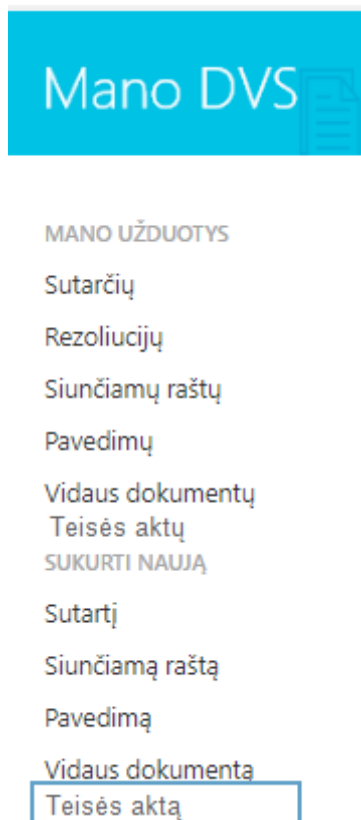 Mano DVS
MANO UŽDUOTYS
Sutarčių
Rezoliucijų
Siunčiamų raštų
Pavedimų
Vidaus dokumentų
Teisės aktų
SUKURTI NAUJĄ
Sutartį
Siunčiamą raštą
Pavedimą
Vidaus dokumentą
Teisės aktą